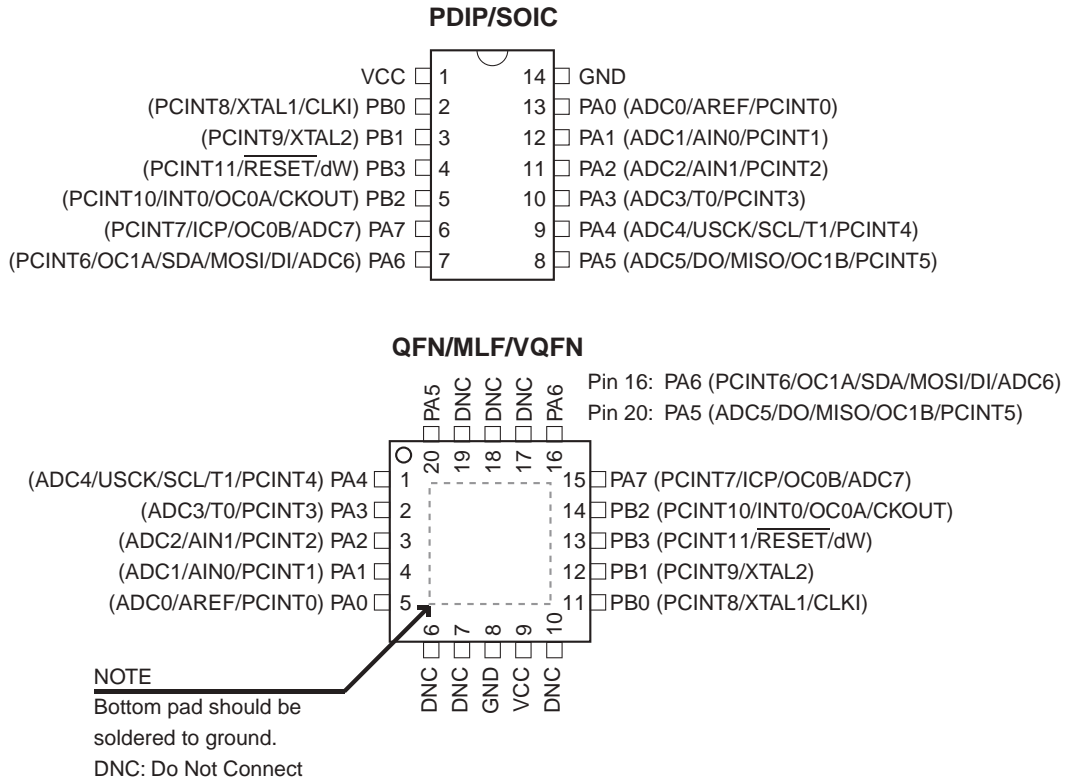 PDIP/SOIC
VCC 1 14 GND
(PCINT8/XTAL1/CLKI) PB0 2 13 PA0 (ADC0/AREF/PCINT0)
(PCINT9/XTAL2) PB1 3 12 PA1 (ADC1/AIN0/PCINT1)
(PCINT11/RESET/dW) PB3 4 11 PA2 (ADC2/AIN1/PCINT2)
(PCINT10/INT0/OC0A/CKOUT) PB2 5 10 PA3 (ADC3/T0/PCINT3)
(PCINT7/ICP/OC0B/ADC7) PA7 6 9 PA4 (ADC4/USCK/SCL/T1/PCINT4)
(PCINT6/OC1A/SDA/MOSI/DI/ADC6) PA6 7 8 PA5 (ADC5/DO/MISO/OC1B/PCINT5)
QFN/MLF/VQFN
Pin 16: PA6 (PCINT6/OC1A/SDA/MOSI/DI/ADC6)
Pin 20: PA5 (ADC5/DO/MISO/OC1B/PCINT5)
PA5 DNC DNC DNC PA6
20 19 18 17 16
(ADC4/USCK/SCL/T1/PCINT4) PA4 1 15 PA7 (PCINT7/ICP/OC0B/ADC7)
(ADC3/T0/PCINT3) PA3 2 14 PB2 (PCINT10/INT0/OC0A/CKOUT)
(ADC2/AIN1/PCINT2) PA2 3 13 PB3 (PCINT11/RESET/dW)
(ADC1/AIN0/PCINT1) PA1 4 12 PB1 (PCINT9/XTAL2)
(ADC0/AREF/PCINT0) PA0 5 11 PB0 (PCINT8/XTAL1/CLKI)
6 7 8 9 10
DNC DNC GND VCC DNC
NOTE
Bottom pad should be
soldered to ground.
DNC: Do Not Connect